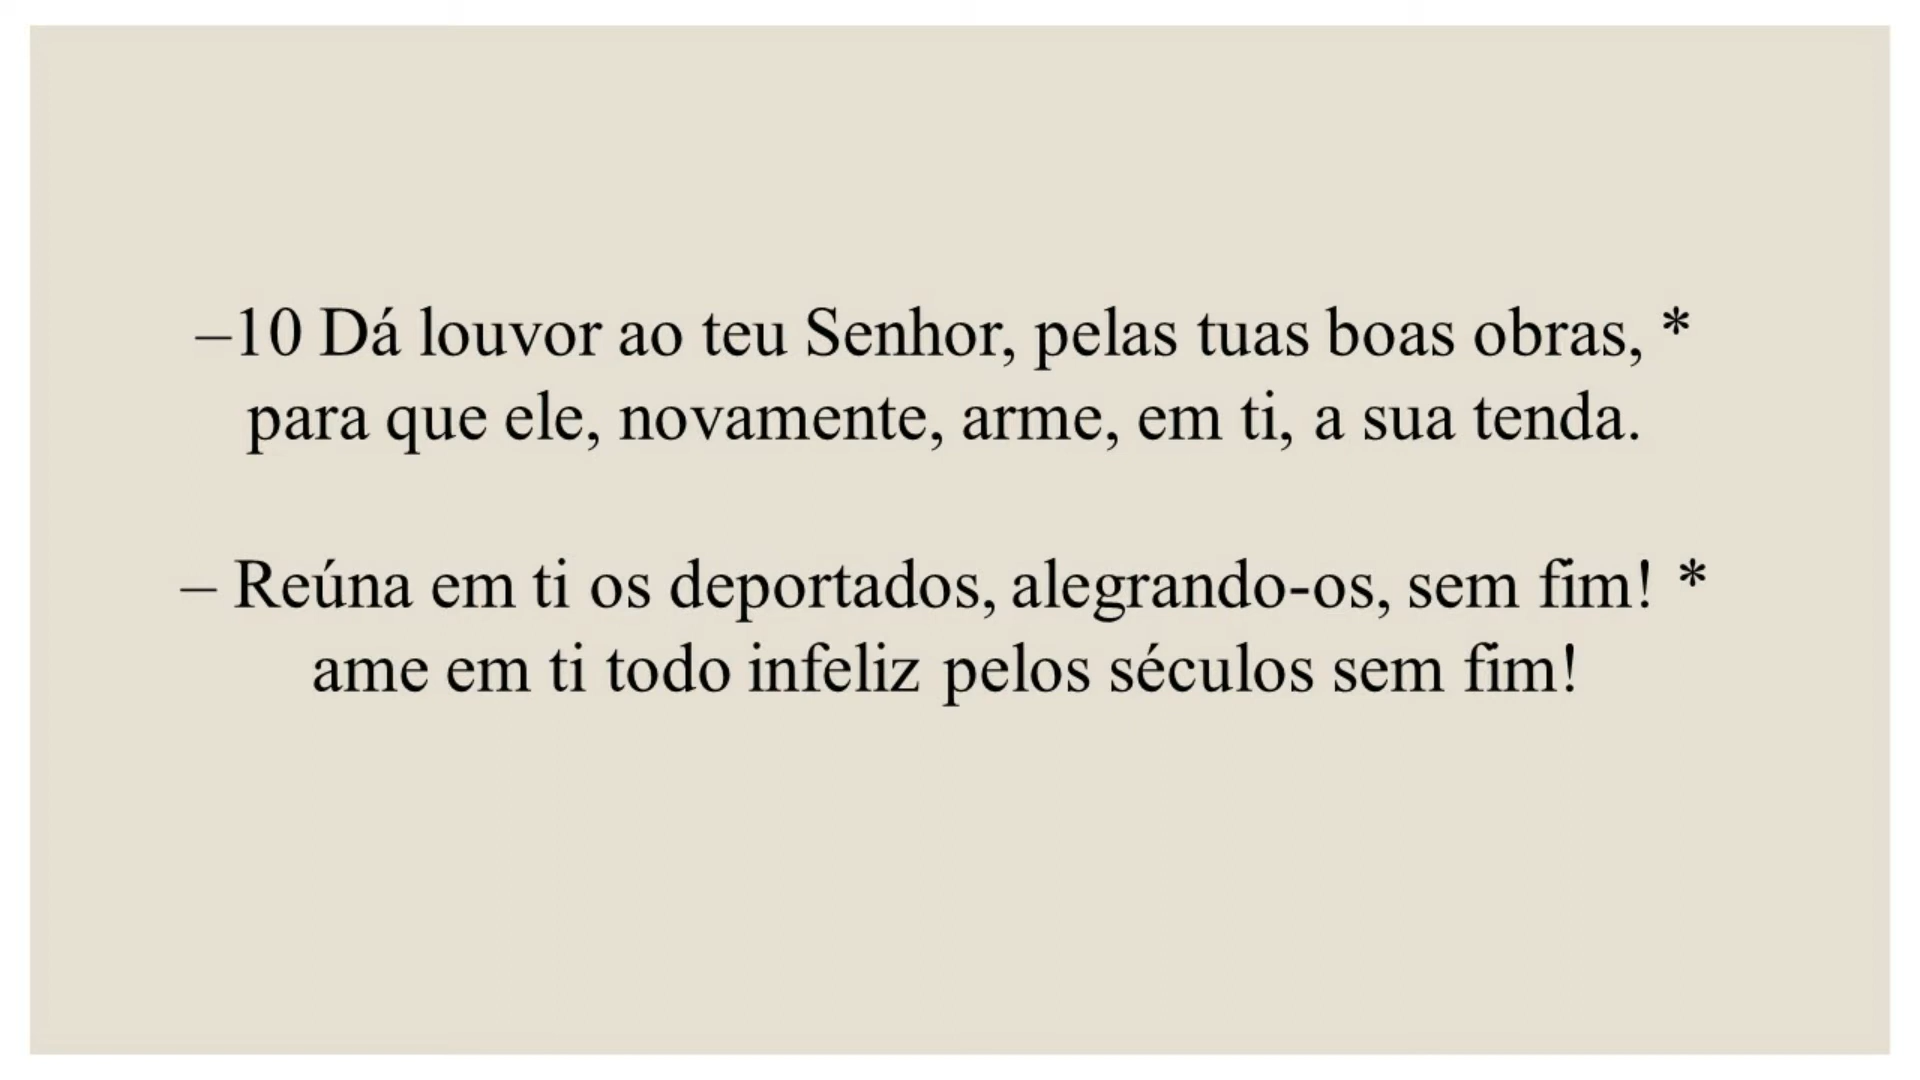 –10 Dá louvor ao teu Senhor, pelas tuas boas obras, *
para que ele, novamente, arme, em ti, a sua tenda.
– Reúna em ti os deportados, alegrando-os, sem fim! *
ame em ti todo infeliz pelos séculos sem fim!